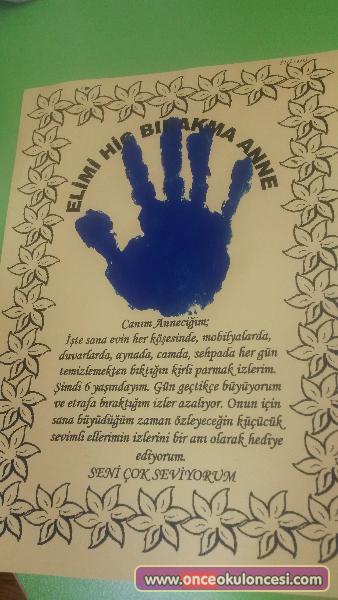 ELİMİ HİÇ BIRAKMA ANNE
Canım Anneciğim;
İşte sana evin her köşesinde, mobilyalarda,
duvarlarda, aynada, camda, sehpada her gün
temizlemekten bıktığın kirli parmak izlerim.
Şimdi 6 yaşındayım. Gün geçtikçe büyüyorum
ve etrafa bıraktığım izler azalıyor. Onun için
sana büyüdüğüm zaman özleyeceğin küçücük
sevimli ellerimin izlerini bir anı olarak hediye
ediyorum.
SENİ ÇOK SEVİYORUM
www.onceokuloncesi.com